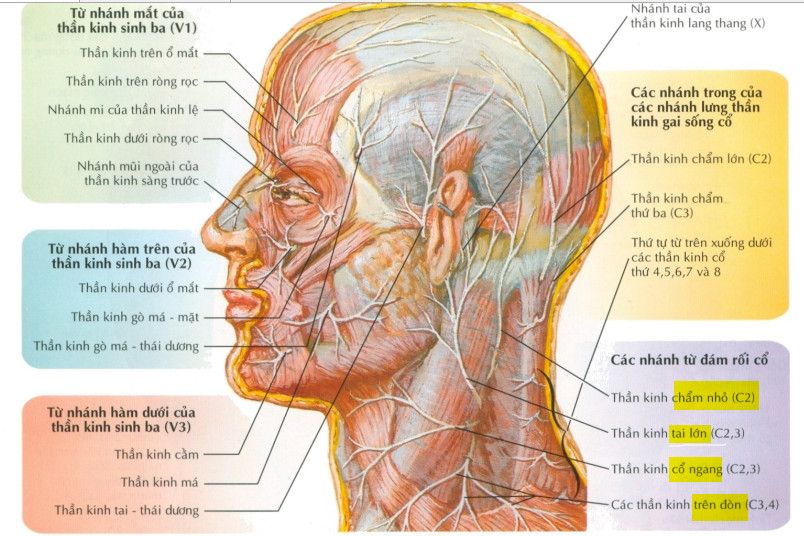 Từ nhánh mắt của
thần kinh sinh ba (V1)
Thần kinh trên ổ mắt
Thần kinh trên ròng rọc
Nhánh mi của thần kinh lệ
Thần kinh dưới ròng rọc
Nhánh mũi ngoài của
thần kinh sàng trước
Từ nhánh hàm trên của
thần kinh sinh ba (V2)
Thần kinh dưới ổ mắt
Thần kinh gò má - mặt
Thần kinh gò má - thái dương
Từ nhánh hàm dưới của
thần kinh sinh ba (V3)
Thần kinh cằm
Thần kinh má
Thần kinh tai - thái dương
Nhánh tai của
thần kinh lang thang (X)
Các nhánh trong của
các nhánh lưng thần
kinh gai sống cổ
Thần kinh chẩm lớn (C2)
Thần kinh chẩm
thứ ba (C3)
Thứ tự từ trên xuống dưới
các thần kinh cổ
thứ 4,5,6,7 và 8
Các nhánh từ đám rối cổ
Thần kinh chẩm nhỏ (C2)
Thần kinh tai lớn (C2,3)
Thần kinh cổ ngang (C2,3)
Các thần kinh trên đòn (C3,4)